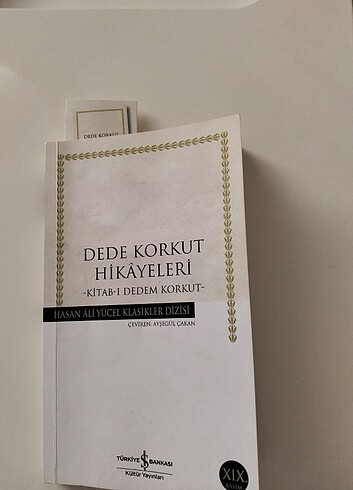 DEDE KORKUT
DEDE KORKUT
HİKÂYELERİ
-KİTAB-I DEDEM KORKUT-
HASAN ÂLİ YÜCEL KLASİKLER DİZİSİ
ÇEVİREN: AYŞEGÜL ÇAKAN
TÜRKİYE İŞ BANKASI
Kültür Yayınları
XIX.
BASIM